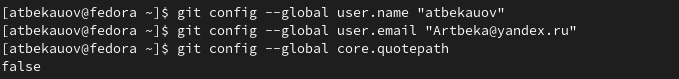 [atbekauov@fedora ~]$ git config --global user.name "atbekauov"
[atbekauov@fedora ~]$ git config --global user.email "Artbeka@yandex.ru"
[atbekauov@fedora ~]$ git config --global core.quotepath
false